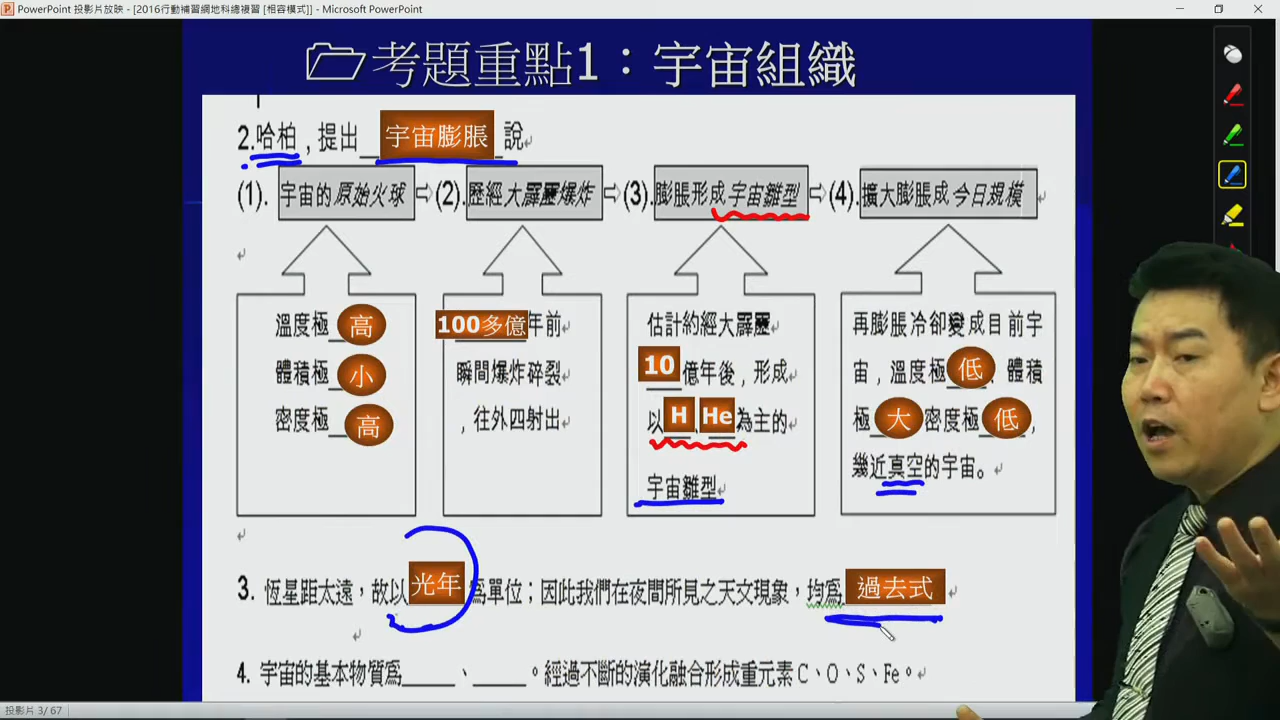 PowerPoint 投影片放映 - [2016行動補習網地科總複習 [相容模式]] - Microsoft PowerPoint
考題重點1：宇宙組織
2.哈柏，提出 宇宙膨脹 說
(1). 宇宙的原始火球 ⇨ (2). 歷經大霹靂爆炸 ⇨ (3). 膨脹形成宇宙雛型 ⇨ (4). 擴大膨脹成今日規模
溫度極 高
體積極 小
密度極 高
100多億 年前
瞬間爆炸碎裂
，往外四射出
估計約經大霹靂
10 億年後，形成
以 H、He 為主的
宇宙雛型
再膨脹冷卻變成目前宇
宙，溫度極 低、體積
極 大 密度極 低，
幾近真空的宇宙。
3. 恆星距太遠，故以 光年 爲單位；因此我們在夜間所見之天文現象，均爲 過去式
4. 宇宙的基本物質爲_____、_____。經過不斷的演化融合形成重元素 C、O、S、Fe。
投影片 3/67